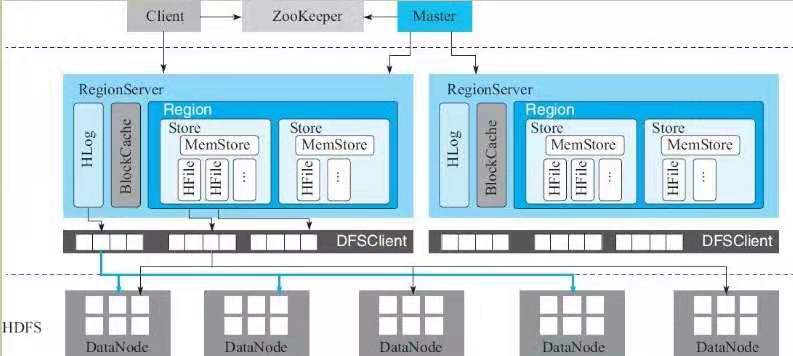 Client
ZooKeeper
Master
RegionServer
HLog
BlockCache
Region
Store
MemStore
HFile
HFile
...
Store
MemStore
HFile
...
DFSClient
RegionServer
HLog
BlockCache
Region
Store
MemStore
HFile
HFile
...
Store
MemStore
HFile
...
DFSClient
HDFS
DataNode
DataNode
DataNode
DataNode
DataNode